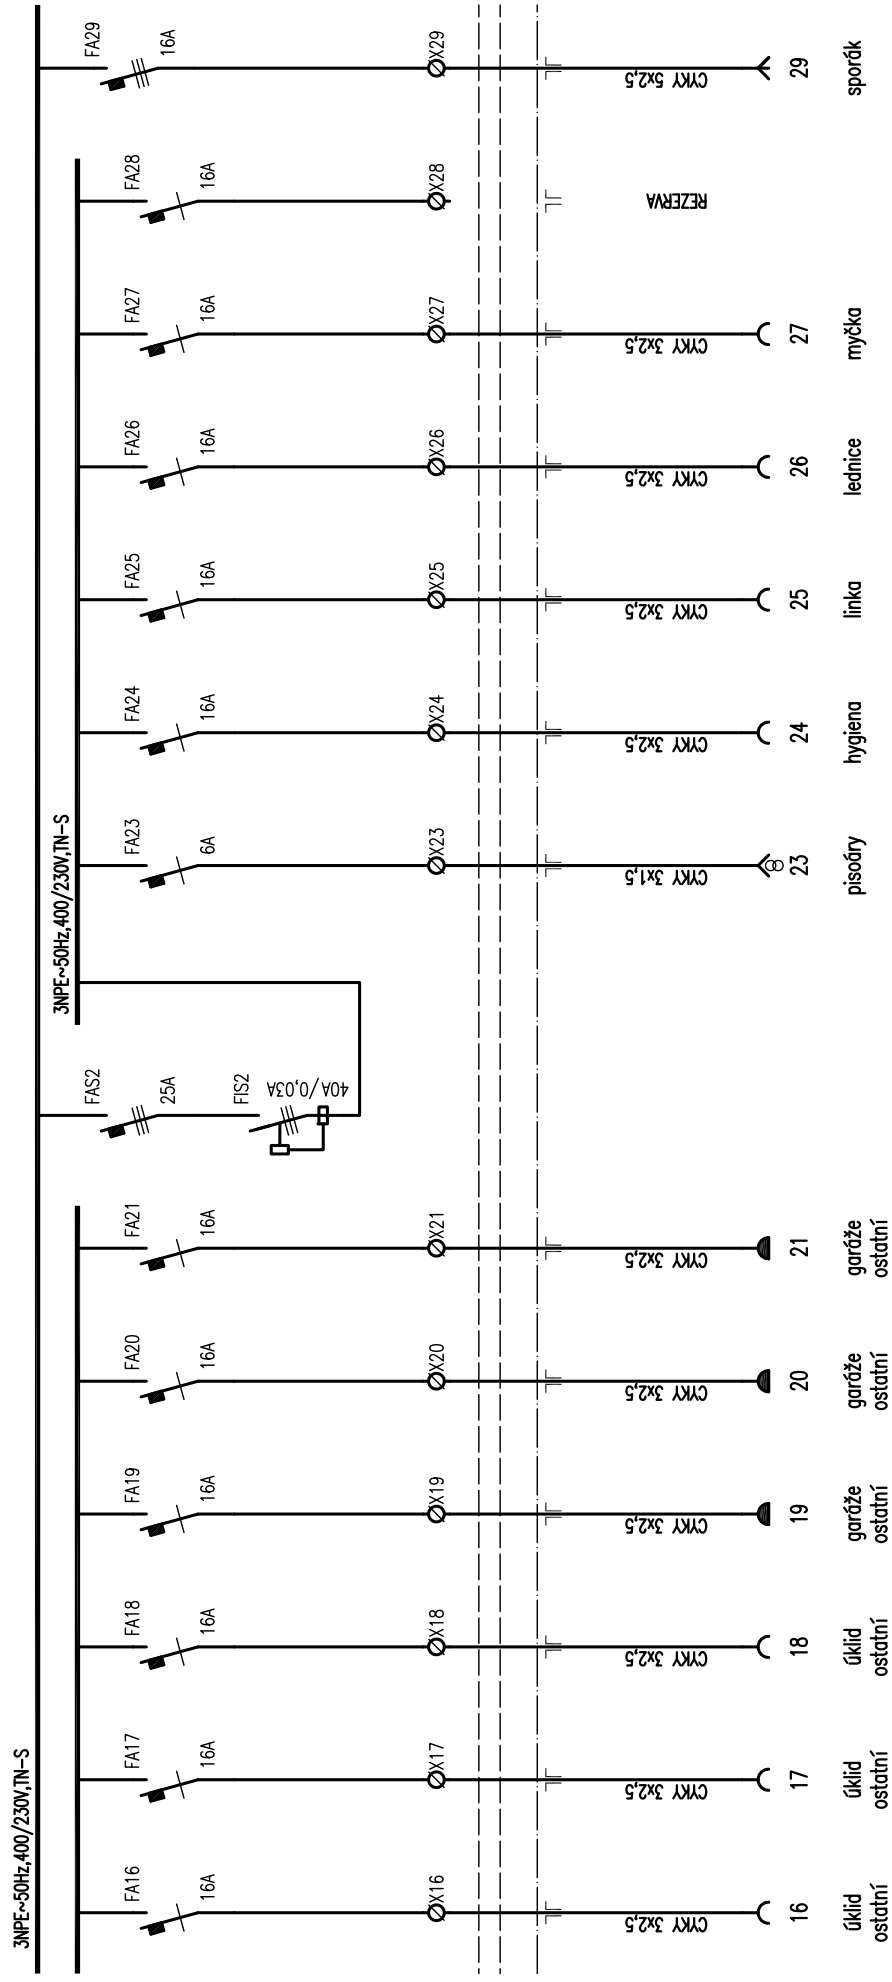 3NPE~50Hz,400/230V,TN-S
FA16
16A
X16
CYKY 3x2,5
16
úklid
ostatní
FA17
16A
X17
CYKY 3x2,5
17
úklid
ostatní
FA18
16A
X18
CYKY 3x2,5
18
úklid
ostatní
FA19
16A
X19
CYKY 3x2,5
19
garáže
ostatní
FA20
16A
X20
CYKY 3x2,5
20
garáže
ostatní
FA21
16A
X21
CYKY 3x2,5
21
garáže
ostatní
FAS2
25A
FIS2
40A/0,03A
3NPE~50Hz,400/230V,TN-S
FA23
6A
X23
CYKY 3x1,5
23
pisoáry
FA24
16A
X24
CYKY 3x2,5
24
hygiena
FA25
16A
X25
CYKY 3x2,5
25
linka
FA26
16A
X26
CYKY 3x2,5
26
lednice
FA27
16A
X27
CYKY 3x2,5
27
myčka
FA28
16A
X28
REZERVA
FA29
16A
X29
CYKY 5x2,5
29
sporák